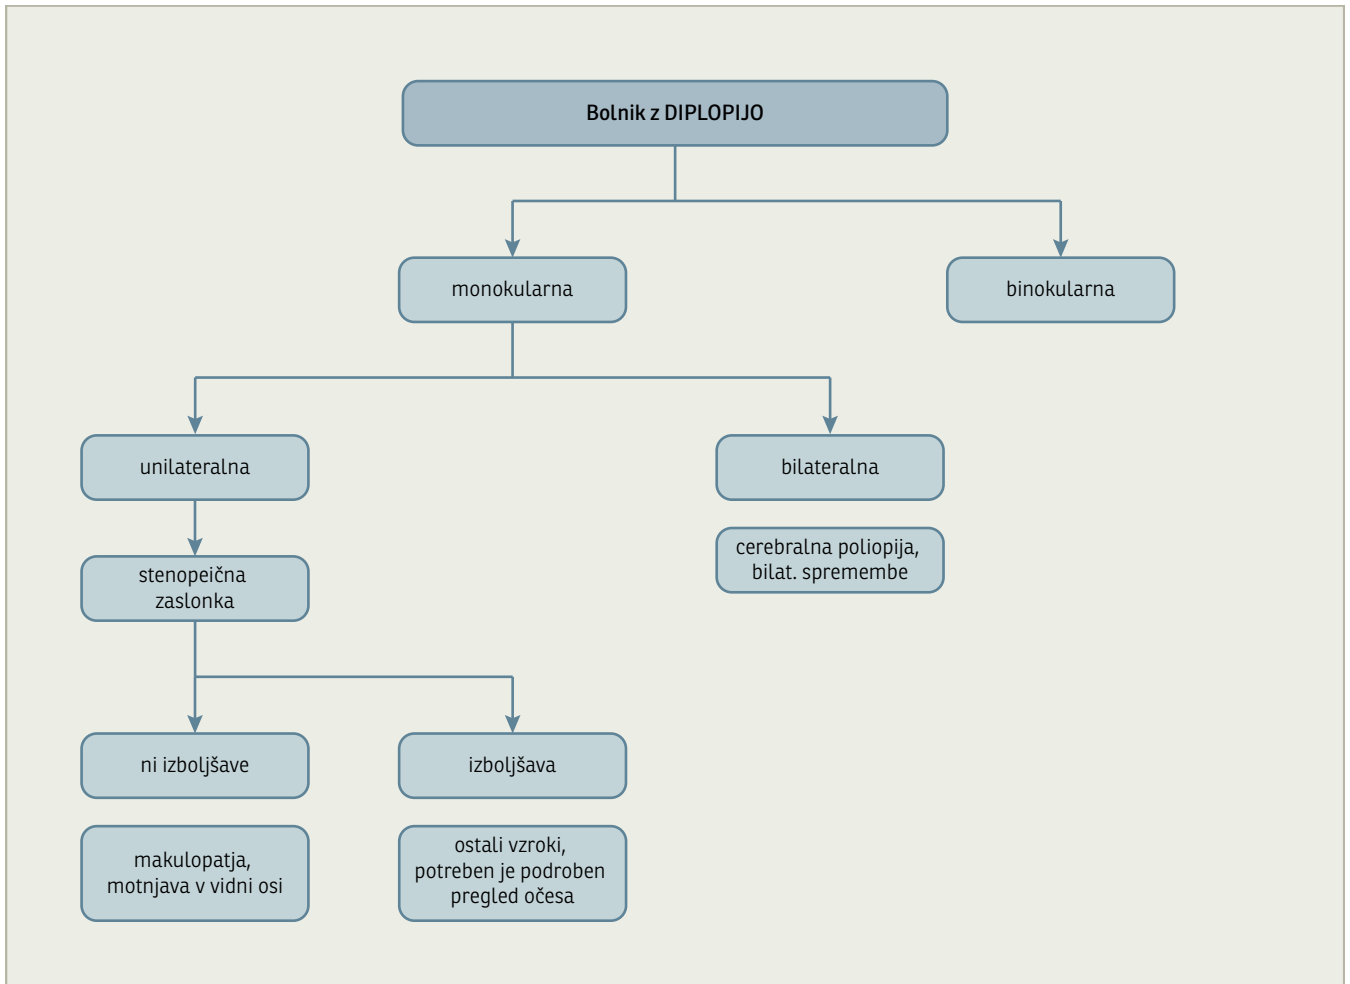 Bolnik z DIPLOPIJO
monokularna
binokularna
unilateralna
bilateralna
stenopeična
zaslonka
cerebralna poliopija,
bilat. spremembe
ni izboljšave
izboljšava
makulopatja,
motnjava v vidni osi
ostali vzroki,
potreben je podroben
pregled očesa